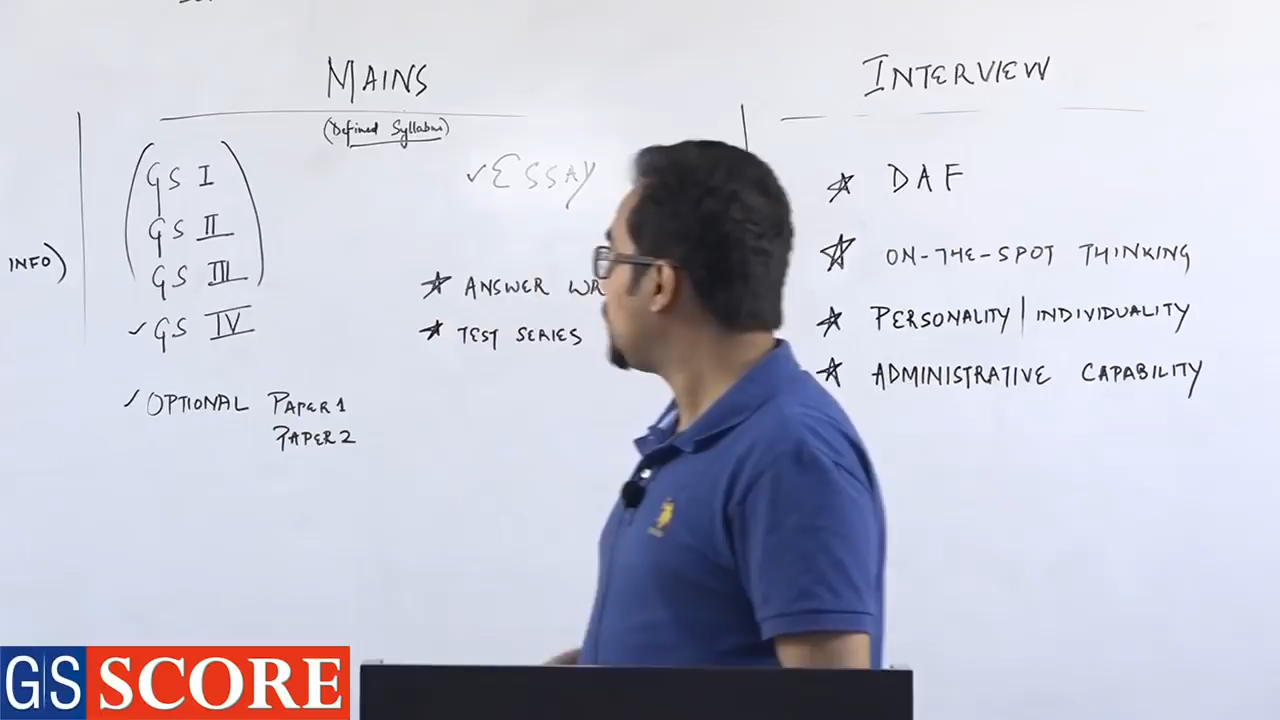 MAINS
(Defined Syllabus)
GS I
GS II
GS III
✓ GS IV
✓ OPTIONAL PAPER 1
PAPER 2
INFO)
✓ ESSAY
★ ANSWER WR
★ TEST SERIES
INTERVIEW
★ DAF
★ ON-THE-SPOT THINKING
★ PERSONALITY | INDIVIDUALITY
★ ADMINISTRATIVE CAPABILITY
GS SCORE